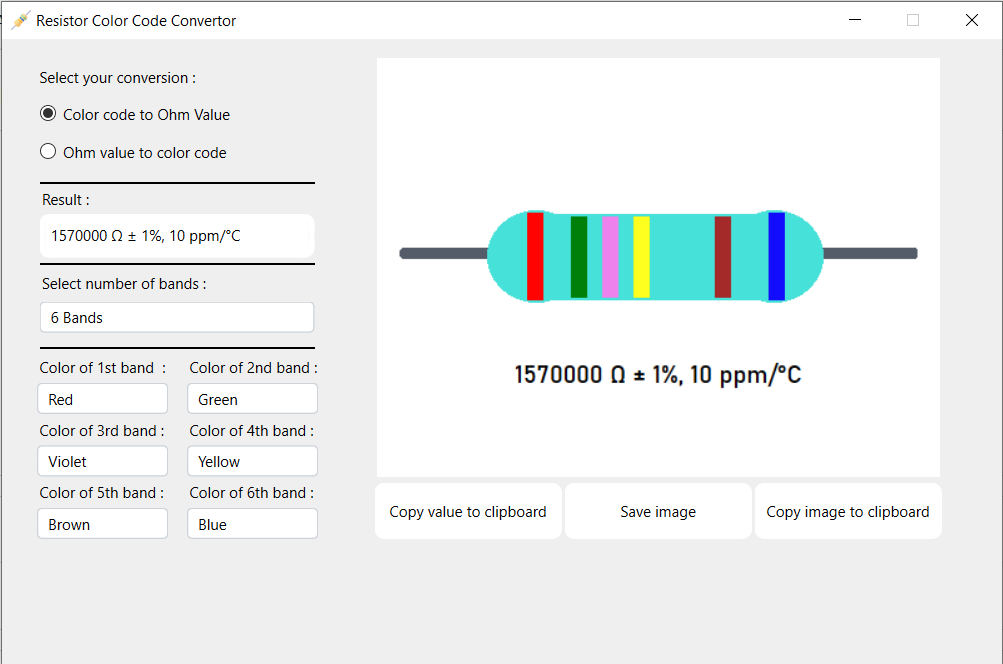 Resistor Color Code Convertor
Select your conversion :
Color code to Ohm Value
Ohm value to color code
Result :
1570000 Ω ± 1%, 10 ppm/°C
Select number of bands :
6 Bands
Color of 1st band : Color of 2nd band :
Red Green
Color of 3rd band : Color of 4th band :
Violet Yellow
Color of 5th band : Color of 6th band :
Brown Blue
1570000 Ω ± 1%, 10 ppm/°C
Copy value to clipboard Save image Copy image to clipboard